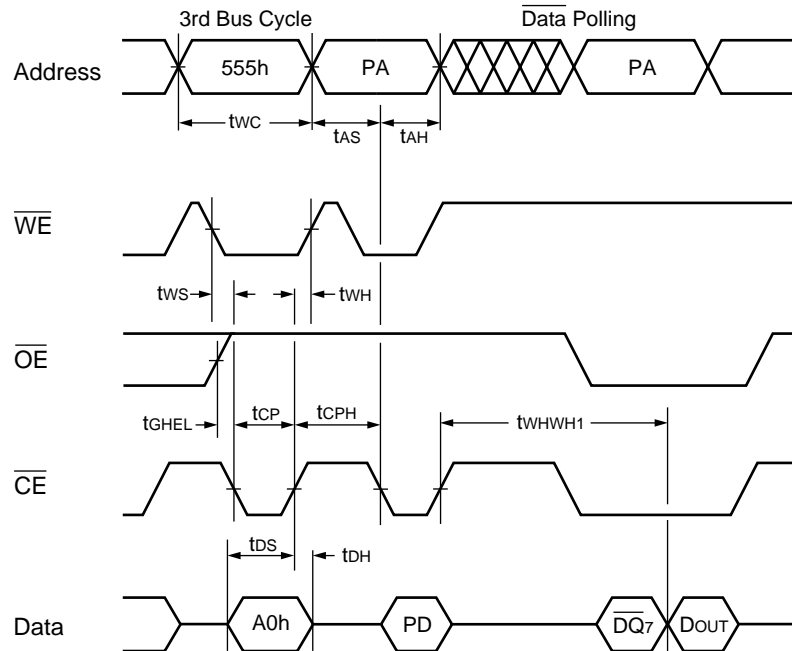 3rd Bus Cycle
Data Polling
Address
555h
PA
PA
tWC
tAS
tAH
WE
tWS
tWH
OE
tGHEL
tCP
tCPH
tWHWH1
CE
tDS
tDH
Data
A0h
PD
DQ7
DOUT